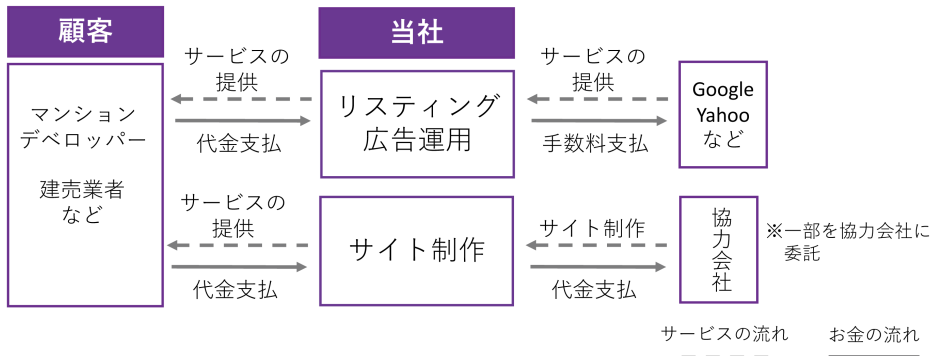 顧客
当社
マンション
デベロッパー
建売業者
など
サービスの
提供
代金支払
リスティング
広告運用
サービスの
提供
手数料支払
Google
Yahoo
など
サービスの
提供
代金支払
サイト制作
サイト制作
代金支払
協力会社
※一部を協力会社に
委託
サービスの流れ
お金の流れ